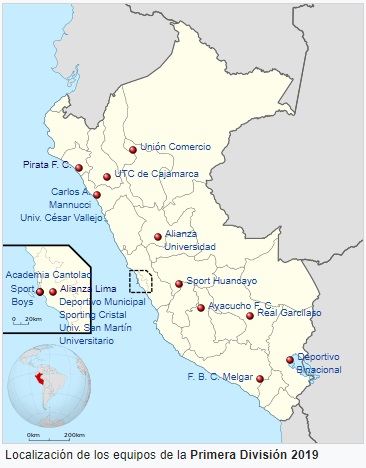 Unión Comercio
Pirata F. C.
UTC de Cajamarca
Carlos A.
Mannucci
Univ. César Vallejo
Alianza
Universidad
Academia Cantolao
Sport
Boys
Alianza Lima
Deportivo Municipal
Sporting Cristal
Univ. San Martín
Universitario
0 20km
Sport Huancayo
Ayacucho F. C.
Real Garcilaso
Deportivo
Binacional
F. B. C. Melgar
0km 200km
Localización de los equipos de la Primera División 2019